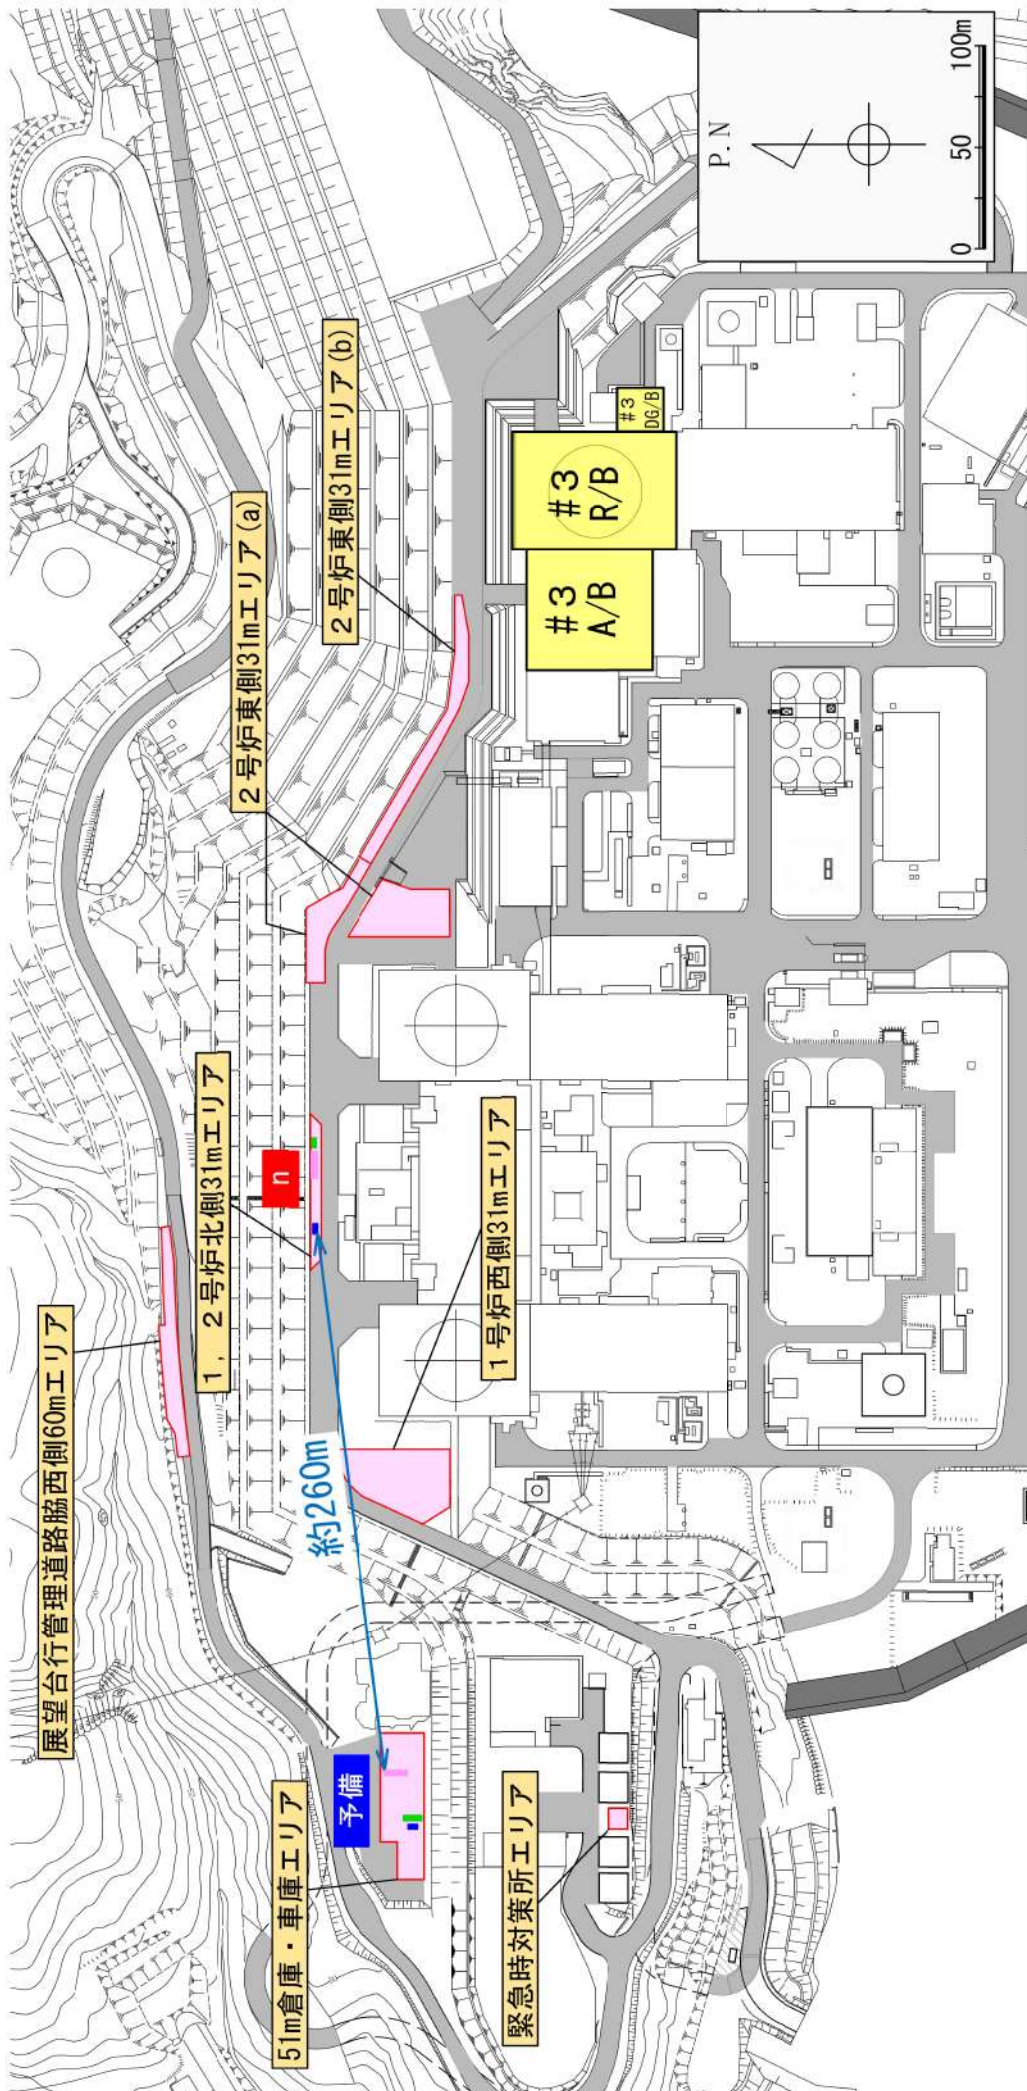 展望台行管理道路脇西側60mエリア
1，2号炉北側31mエリア
2号炉東側31mエリア(a)
2号炉東側31mエリア(b)
n
約260m
1号炉西側31mエリア
51m倉庫・車庫エリア
予備
緊急時対策所エリア
#3
A/B
#3
R/B
#3
DG/B
P.N
0 50 100m